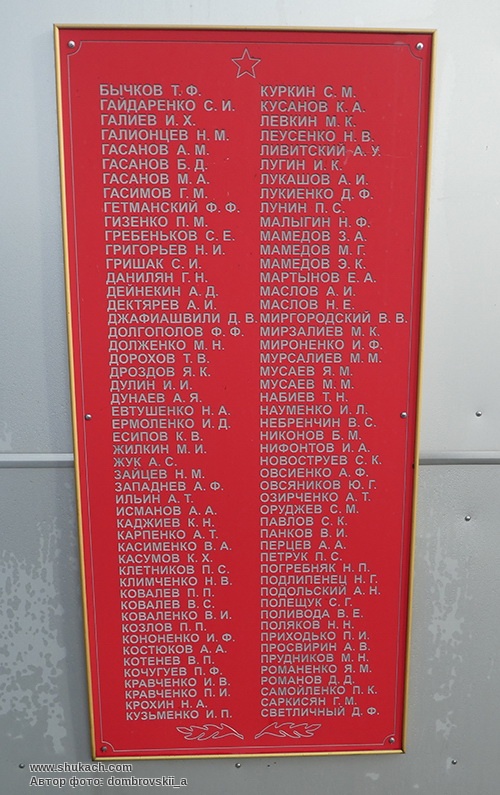 БЫЧКОВ Т. Ф.
ГАЙДАРЕНКО С. И.
ГАЛИЕВ И. Х.
ГАЛИОНЦЕВ Н. М.
ГАСАНОВ А. М.
ГАСАНОВ Б. Д.
ГАСАНОВ М. А.
ГАСИМОВ Г. М.
ГЕТМАНСКИЙ Ф. Ф.
ГИЗЕНКО П. М.
ГРЕБЕНЬКОВ С. Е.
ГРИГОРЬЕВ Н. И.
ГРИШАК С. И.
ДАНИЛЯН Г. Н.
ДЕЙНЕКИН А. Д.
ДЕКТЯРЕВ А. И.
ДЖАФИАШВИЛИ Д. В.
ДОЛГОПОЛОВ Ф. Ф.
ДОЛЖЕНКО М. Н.
ДОРОХОВ Т. В.
ДРОЗДОВ Я. К.
ДУЛИН И. И.
ДУНАЕВ А. Я.
ЕВТУШЕНКО Н. А.
ЕРМОЛЕНКО И. Д.
ЕСИПОВ К. В.
ЖИЛКИН М. И.
ЖУК А. С.
ЗАЙЦЕВ Н. М.
ЗАПАДНЕВ А. Ф.
ИЛЬИН А. Т.
ИСМАНОВ А. А.
КАДЖИЕВ К. Н.
КАРПЕНКО А. Т.
КАСИМЕНКО В. А.
КАСУМОВ К. Х.
КЛЕТНИКОВ П. С.
КЛИМЧЕНКО Н. В.
КОВАЛЕВ П. П.
КОВАЛЕВ В. С.
КОВАЛЕНКО В. И.
КОЗЛОВ П. П.
КОНОНЕНКО И. Ф.
КОСТЮКОВ А. А.
КОТЕНЕВ В. П.
КОЧУГУЕВ П. Ф.
КРАВЧЕНКО И. В.
КРАВЧЕНКО П. И.
КРОХИН Н. А.
КУЗЬМЕНКО И. П.
КУРКИН С. М.
КУСАНОВ К. А.
ЛЕВКИН М. К.
ЛЕУСЕНКО Н. В.
ЛИВИТСКИЙ А. У.
ЛУГИН И. К.
ЛУКАШОВ А. И.
ЛУКИЕНКО Д. Ф.
ЛУНИН П. С.
МАЛЫГИН Н. Ф.
МАМЕДОВ З. А.
МАМЕДОВ М. Г.
МАМЕДОВ Э. К.
МАРТЫНОВ Е. А.
МАСЛОВ А. И.
МАСЛОВ Н. Е.
МИРГОРОДСКИЙ В. В.
МИРЗАЛИЕВ М. К.
МИРОНЕНКО И. Ф.
МУРСАЛИЕВ М. М.
МУСАЕВ Я. М.
МУСАЕВ М. М.
НАБИЕВ Т. Н.
НАУМЕНКО И. Л.
НЕБРЕНЧИН В. С.
НИКОНОВ Б. М.
НИФОНТОВ И. А.
НОВОСТРУЕВ С. К.
ОВСИЕНКО А. Ф.
ОВСЯНИКОВ Ю. Г.
ОЗИРЧЕНКО А. Т.
ОРУДЖЕВ С. М.
ПАВЛОВ С. К.
ПАНКОВ В. И.
ПЕРЦЕВ А. А.
ПЕТРУК П. С.
ПОГРЕБНЯК Н. П.
ПОДЛИПЕНЕЦ Н. Г.
ПОДОЛЬСКИЙ А. Н.
ПОЛЕЩУК С. Г.
ПОЛИВОДА В. Е.
ПОЛЯКОВ Н. Н.
ПРИХОДЬКО П. И.
ПРОСВИРИН А. В.
ПРУДНИКОВ М. Н.
РОМАНЕНКО Я. М.
РОМАНОВ Д. Д.
САМОЙЛЕНКО П. К.
САРКИСЯН Г. М.
СВЕТЛИЧНЫЙ Д. Ф.
www.shukach.com
Автор фото: dombrovskii_a